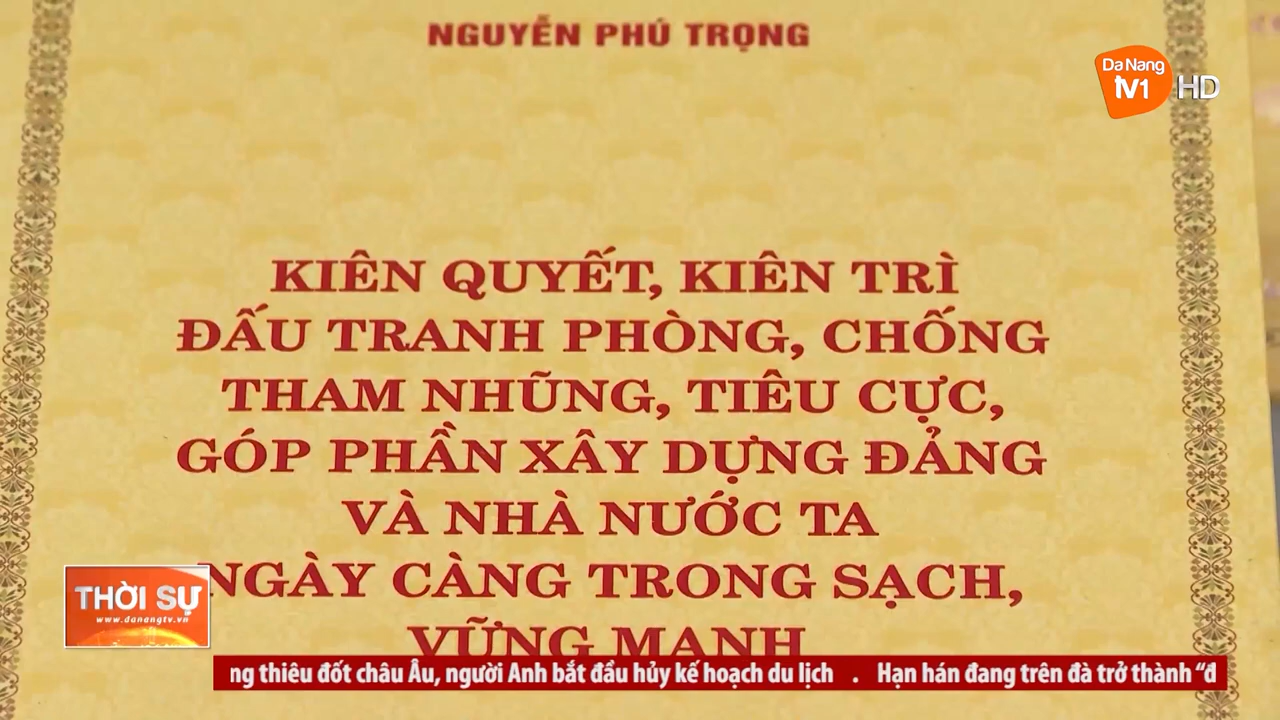 NGUYỄN PHÚ TRỌNG
Da Nang
TV1 HD
KIÊN QUYẾT, KIÊN TRÌ
ĐẤU TRANH PHÒNG, CHỐNG
THAM NHŨNG, TIÊU CỰC,
GÓP PHẦN XÂY DỰNG ĐẢNG
VÀ NHÀ NƯỚC TA
NGÀY CÀNG TRONG SẠCH,
VỮNG MẠNH
THỜI SỰ
www.danangtv.vn
ng thiêu đốt châu Âu, người Anh bắt đầu hủy kế hoạch du lịch . Hạn hán đang trên đà trở thành “đ